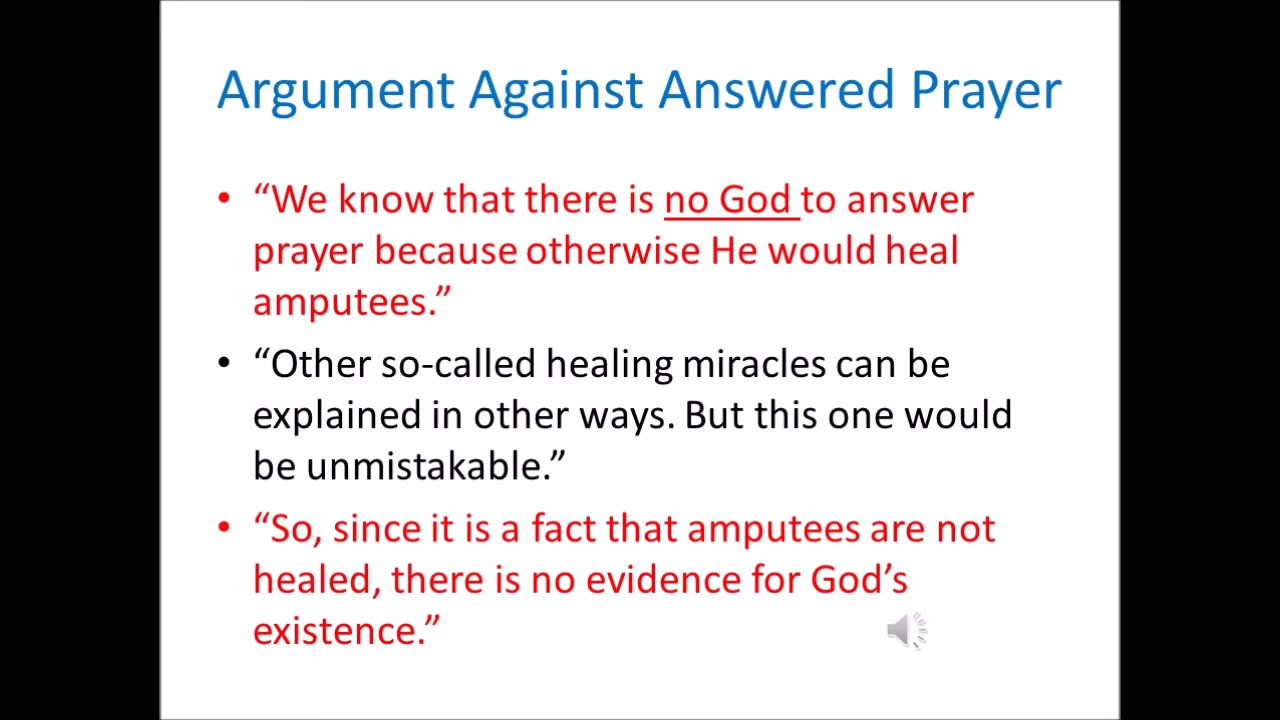 Argument Against Answered Prayer
• “We know that there is no God to answer
prayer because otherwise He would heal
amputees.”
• “Other so-called healing miracles can be
explained in other ways. But this one would
be unmistakable.”
• “So, since it is a fact that amputees are not
healed, there is no evidence for God’s
existence.”